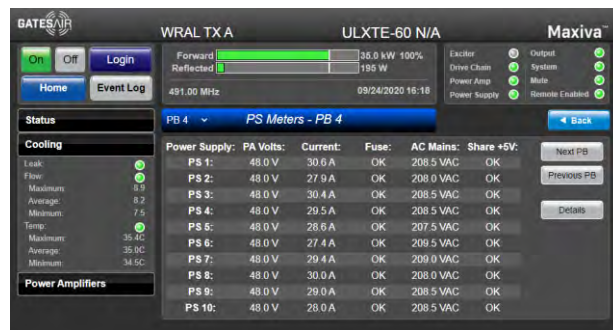 GATESAIR
WRAL TX A
ULXTE-60 N/A
Maxiva™
On
Off
Login
Home
Event Log
Forward 35.0 kW 100%
Reflected 195 W
491.00 MHz
09/24/2020 16:18
Exciter
Drive Chain
Power Amp
Power Supply
Output
System
Mute
Remote Enabled
Status
PB 4
PS Meters - PB 4
Back
Cooling
Leak:
Flow:
Maximum: 8.9
Average: 8.2
Minimum: 7.5
Temp:
Maximum: 35.4C
Average: 35.0C
Minimum: 34.5C
Power Amplifiers
Power Supply: PA Volts: Current: Fuse: AC Mains: Share +5V:
PS 1: 48.0 V 30.6 A OK 208.5 VAC OK
PS 2: 48.0 V 27.9 A OK 208.0 VAC OK
PS 3: 48.0 V 30.4 A OK 208.5 VAC OK
PS 4: 48.0 V 29.5 A OK 208.5 VAC OK
PS 5: 48.0 V 28.6 A OK 207.5 VAC OK
PS 6: 48.0 V 27.4 A OK 209.5 VAC OK
PS 7: 48.0 V 29.4 A OK 209.0 VAC OK
PS 8: 48.0 V 30.0 A OK 208.0 VAC OK
PS 9: 48.0 V 29.0 A OK 208.5 VAC OK
PS 10: 48.0 V 28.0 A OK 208.5 VAC OK
Next PB
Previous PB
Details